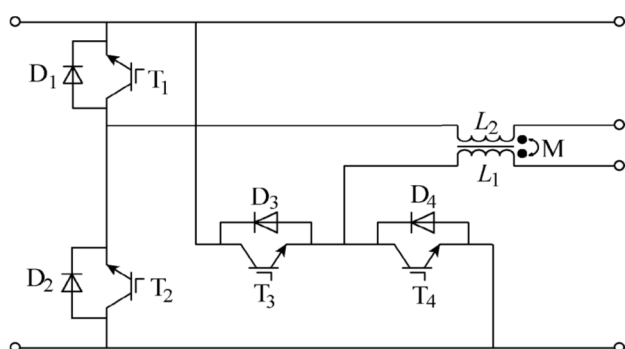 D₁ T₁
L₂
M
L₁
D₃ D₄
D₂ T₂
T₃ T₄